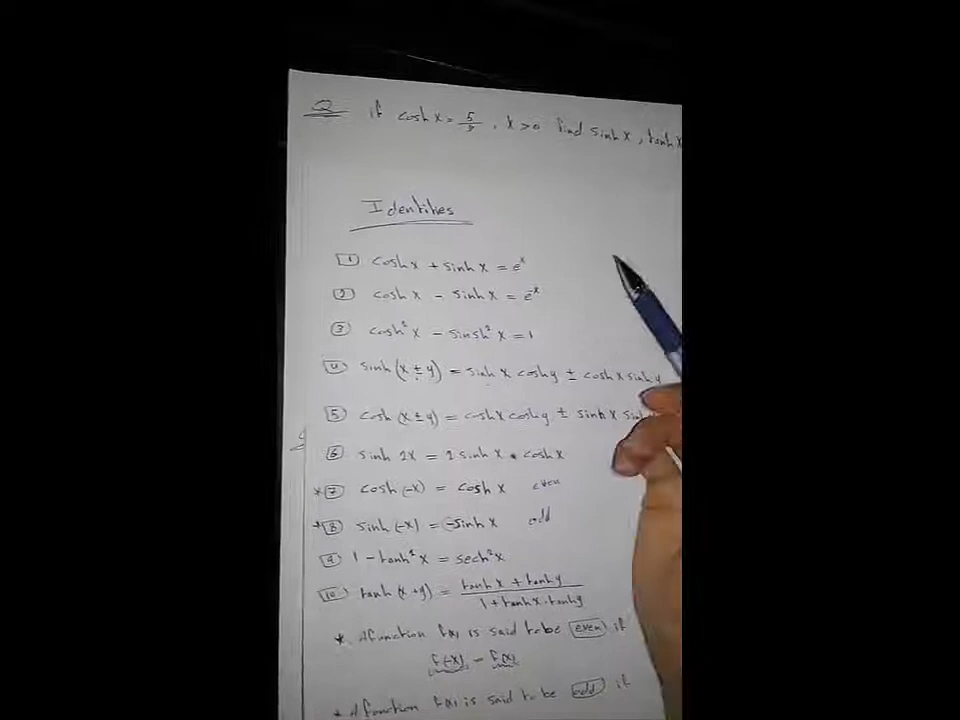 Q if cosh x = 5/3 , x > 0 find sinh x , tanh x
Identities
1 cosh x + sinh x = e^x
2 cosh x - sinh x = e^-x
3 cosh² x - sinsh² x = 1
4 sinh (x ± y) = sinh x cosh y ± cosh x sinh y
5 cosh (x ± y) = cosh x cosh y ± sinh x sinh
6 sinh 2x = 2 sinh x • cosh x
* 7 cosh (-x) = cosh x even
* 8 sinh (-x) = - sinh x odd
9 1 - tanh² x = sech² x
10 tanh (x + y) = tanh x + tanh y / 1 + tanh x . tanh y
* A function f(x) is said to be even if
f(-x) = f(x)
* A function f(x) is said to be odd if